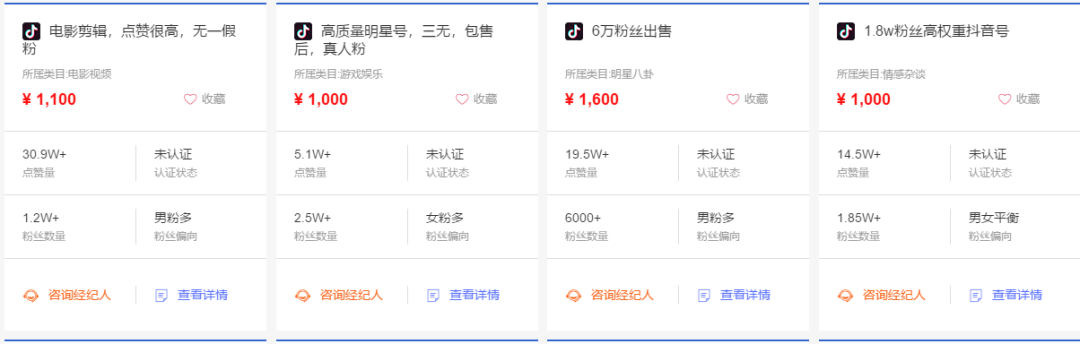 电影剪辑，点赞很高，无一假
粉
所属类目:电影视频
¥ 1,100
收藏
30.9W+
未认证
点赞量
认证状态
1.2W+
男粉多
粉丝数量
粉丝偏向
咨询经纪人
查看详情
高质量明星号，三无，包售
后，真人粉
所属类目:游戏娱乐
¥ 1,000
收藏
5.1W+
未认证
点赞量
认证状态
2.5W+
女粉多
粉丝数量
粉丝偏向
咨询经纪人
查看详情
6万粉丝出售
所属类目:明星八卦
¥ 1,600
收藏
19.5W+
未认证
点赞量
认证状态
6000+
男粉多
粉丝数量
粉丝偏向
咨询经纪人
查看详情
1.8w粉丝高权重抖音号
所属类目:情感杂谈
¥ 1,000
收藏
14.5W+
未认证
点赞量
认证状态
1.85W+
男女平衡
粉丝数量
粉丝偏向
咨询经纪人
查看详情